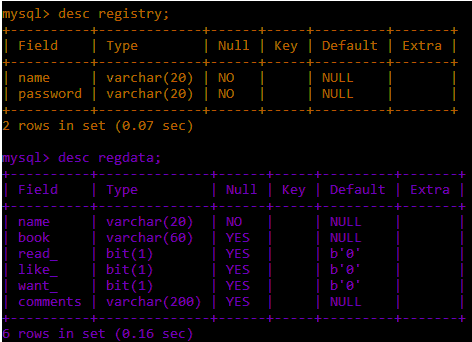 mysql> desc registry;
+----------+-------------+------+-----+---------+-------+
| Field    | Type        | Null | Key | Default | Extra |
+----------+-------------+------+-----+---------+-------+
| name     | varchar(20) | NO   |     | NULL    |       |
| password | varchar(20) | NO   |     | NULL    |       |
+----------+-------------+------+-----+---------+-------+
2 rows in set (0.07 sec)
mysql> desc regdata;
+----------+--------------+------+-----+---------+-------+
| Field    | Type         | Null | Key | Default | Extra |
+----------+--------------+------+-----+---------+-------+
| name     | varchar(20)  | NO   |     | NULL    |       |
| book     | varchar(60)  | YES  |     | NULL    |       |
| read_    | bit(1)       | YES  |     | b'0'    |       |
| like_    | bit(1)       | YES  |     | b'0'    |       |
| want_    | bit(1)       | YES  |     | b'0'    |       |
| comments | varchar(200) | YES  |     | NULL    |       |
+----------+--------------+------+-----+---------+-------+
6 rows in set (0.16 sec)